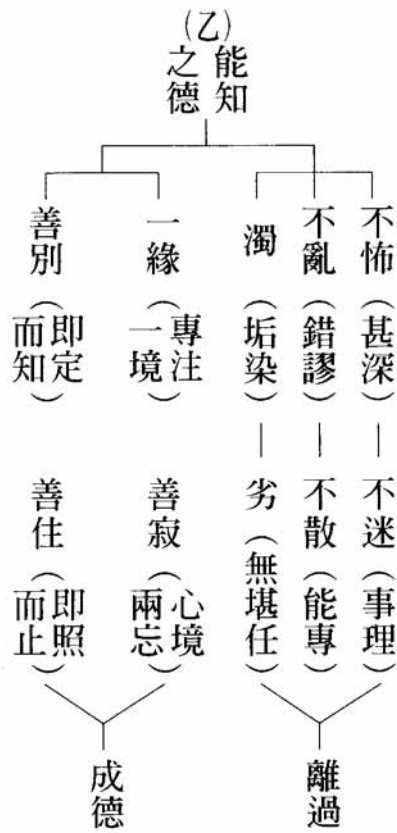 (乙)
能知
之德
不怖(甚深)—不迷(事理)
不亂(錯謬)—不散(能專)
濁(垢染)—劣(無堪任)
離過
一緣(專注一境) 善寂(心境兩忘)
善別(即定而知) 善住(即照而止)
成德